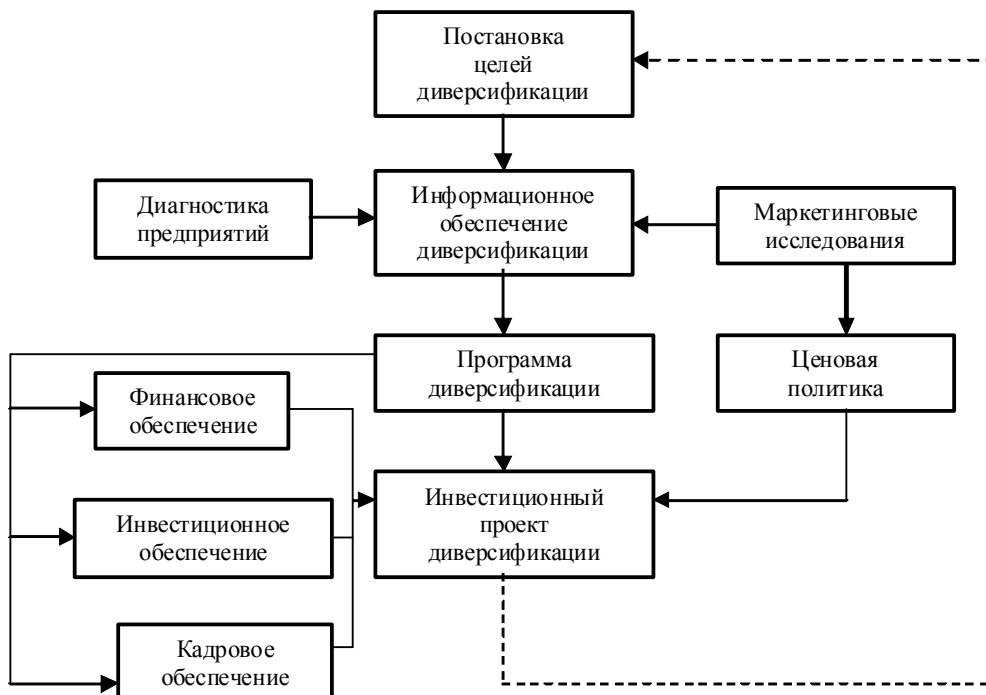 Постановка
целей
диверсификации
Диагностика
предприятий
Информационное
обеспечение
диверсификации
Маркетинговые
исследования
Программа
диверсификации
Ценовая
политика
Финансовое
обеспечение
Инвестиционное
обеспечение
Инвестиционный
проект
диверсификации
Кадровое
обеспечение